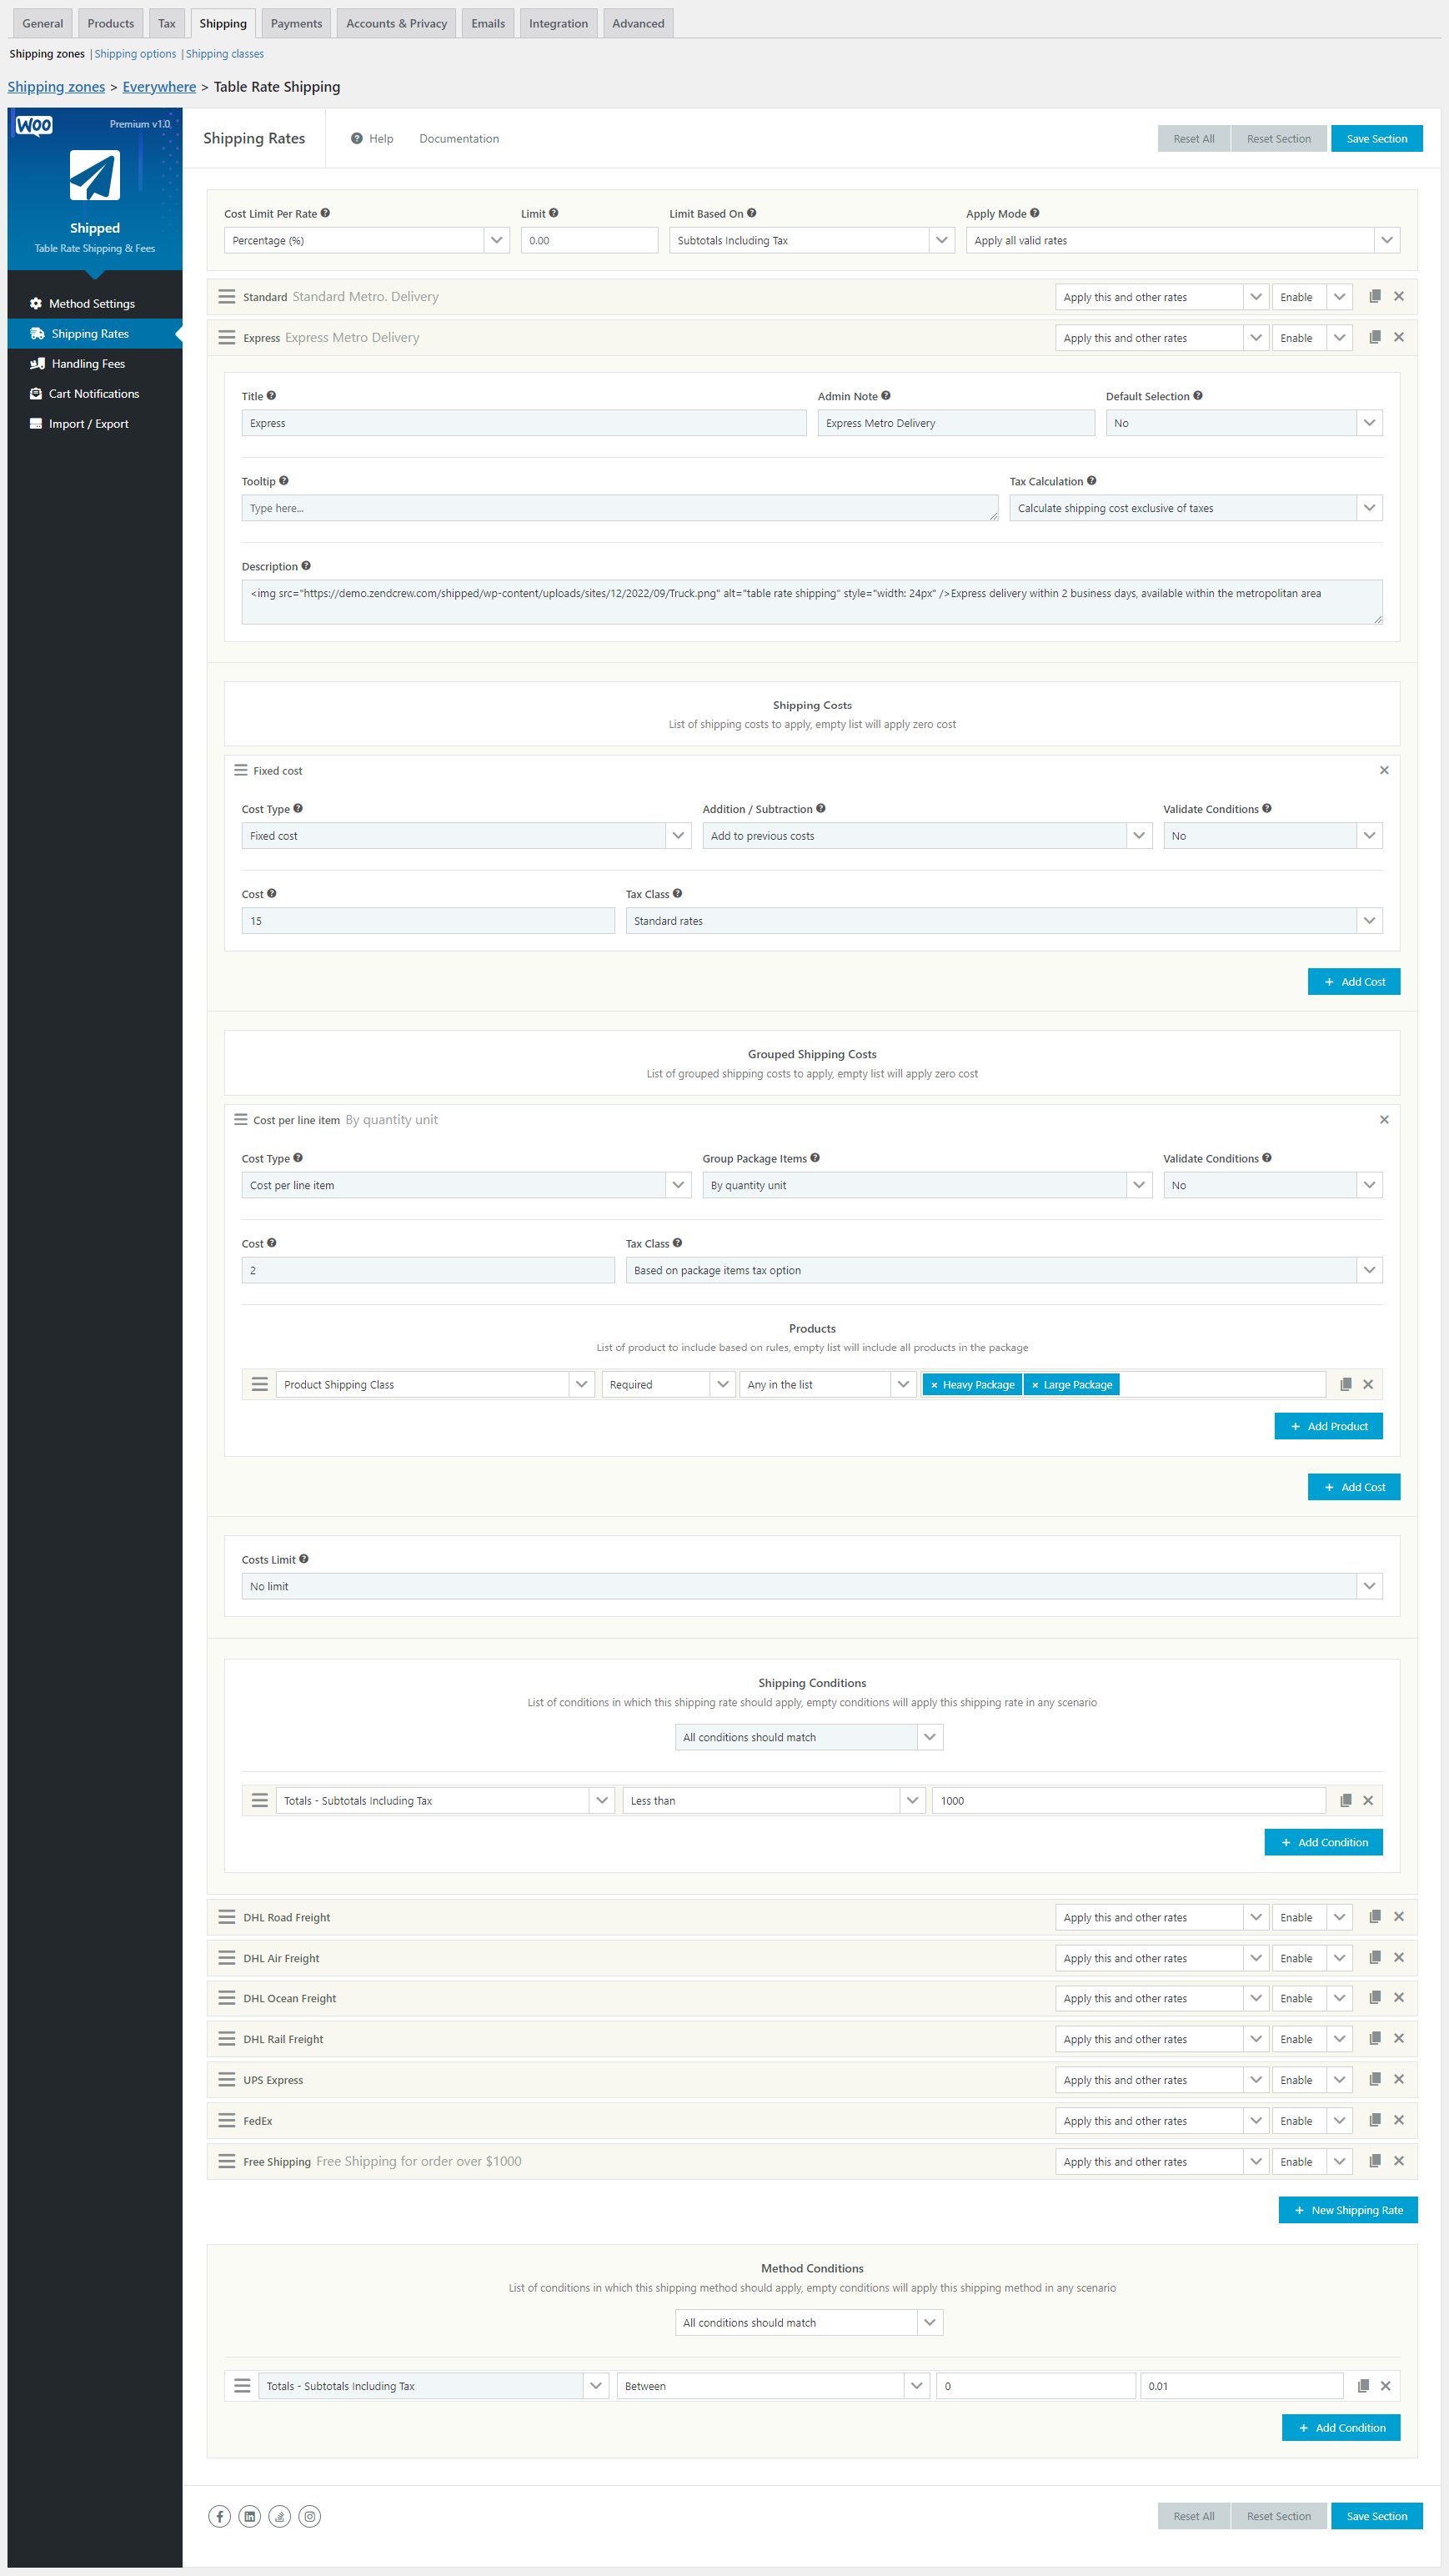 General Products Tax Shipping Payments Accounts & Privacy Emails Integration Advanced
Shipping zones | Shipping options | Shipping classes
Shipping zones > Everywhere > Table Rate Shipping
WOO Premium v1.0
Shipped
Table Rate Shipping & Fees
Method Settings
Shipping Rates
Handling Fees
Cart Notifications
Import / Export
Shipping Rates Help Documentation Reset All Reset Section Save Section
Cost Limit Per Rate Limit Limit Based On Apply Mode
Percentage (%) 0.00 Subtotals Including Tax Apply all valid rates
Standard Standard Metro. Delivery Apply this and other rates Enable
Express Express Metro Delivery Apply this and other rates Enable
Title Admin Note Default Selection
Express Express Metro Delivery No
Tooltip Tax Calculation
Type here... Calculate shipping cost exclusive of taxes
Description
<img src="https://demo.zendcrew.com/shipped/wp-content/uploads/sites/12/2022/09/Truck.png" alt="table rate shipping" style="width: 24px" />Express delivery within 2 business days, available within the metropolitan area
Shipping Costs
List of shipping costs to apply, empty list will apply zero cost
Fixed cost
Cost Type Addition / Subtraction Validate Conditions
Fixed cost Add to previous costs No
Cost Tax Class
15 Standard rates
+ Add Cost
Grouped Shipping Costs
List of grouped shipping costs to apply, empty list will apply zero cost
Cost per line item By quantity unit
Cost Type Group Package Items Validate Conditions
Cost per line item By quantity unit No
Cost Tax Class
2 Based on package items tax option
Products
List of product to include based on rules, empty list will include all products in the package
Product Shipping Class Required Any in the list × Heavy Package × Large Package
+ Add Product
+ Add Cost
Costs Limit
No limit
Shipping Conditions
List of conditions in which this shipping rate should apply, empty conditions will apply this shipping rate in any scenario
All conditions should match
Totals - Subtotals Including Tax Less than 1000
+ Add Condition
DHL Road Freight Apply this and other rates Enable
DHL Air Freight Apply this and other rates Enable
DHL Ocean Freight Apply this and other rates Enable
DHL Rail Freight Apply this and other rates Enable
UPS Express Apply this and other rates Enable
FedEx Apply this and other rates Enable
Free Shipping Free Shipping for order over $1000 Apply this and other rates Enable
+ New Shipping Rate
Method Conditions
List of conditions in which this shipping method should apply, empty conditions will apply this shipping method in any scenario
All conditions should match
Totals - Subtotals Including Tax Between 0 0.01
+ Add Condition
Reset All Reset Section Save Section